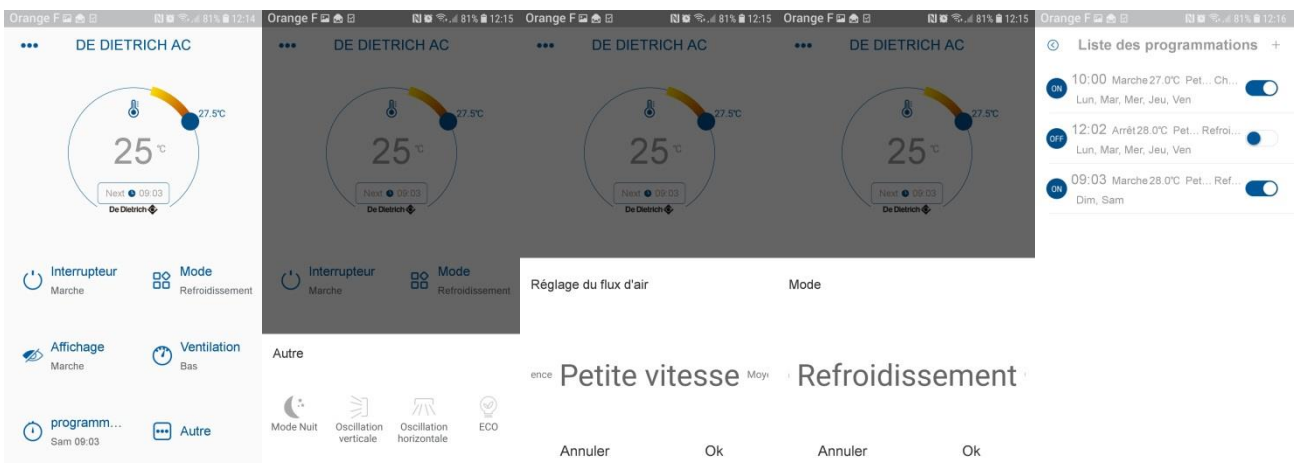 Orange F 81% 12:14
DE DIETRICH AC
27.5℃
25 ℃
Next 09:03
De Dietrich
Interrupteur
Marche
Mode
Refroidissement
Affichage
Marche
Ventilation
Bas
programm...
Sam 09:03
Autre
Orange F 81% 12:15
DE DIETRICH AC
27.5℃
25 ℃
Next 09:03
De Dietrich
Interrupteur
Marche
Mode
Refroidissement
Autre
Mode Nuit
Oscillation
verticale
Oscillation
horizontale
ECO
Orange F 81% 12:15
DE DIETRICH AC
27.5℃
25 ℃
Next 09:03
De Dietrich
Réglage du flux d'air
ence Petite vitesse Moy
Annuler Ok
Orange F 81% 12:15
DE DIETRICH AC
27.5℃
25 ℃
Next 09:03
De Dietrich
Mode
Refroidissement
Annuler Ok
Orange F 81% 12:16
Liste des programmations +
ON
10:00 Marche 27.0℃ Pet... Ch...
Lun, Mar, Mer, Jeu, Ven
OFF
12:02 Arrêt 28.0℃ Pet... Refroi...
Lun, Mar, Mer, Jeu, Ven
ON
09:03 Marche 28.0℃ Pet... Ref...
Dim, Sam